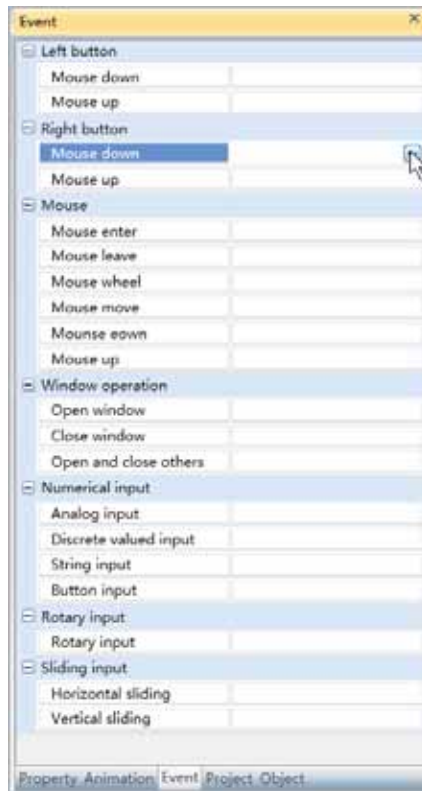 Event
Left button
Mouse down
Mouse up
Right button
Mouse down
Mouse up
Mouse
Mouse enter
Mouse leave
Mouse wheel
Mouse move
Mounse eown
Mouse up
Window operation
Open window
Close window
Open and close others
Numerical input
Analog input
Discrete valued input
String input
Button input
Rotary input
Rotary input
Sliding input
Horizontal sliding
Vertical sliding
Property Animation Event Project Object